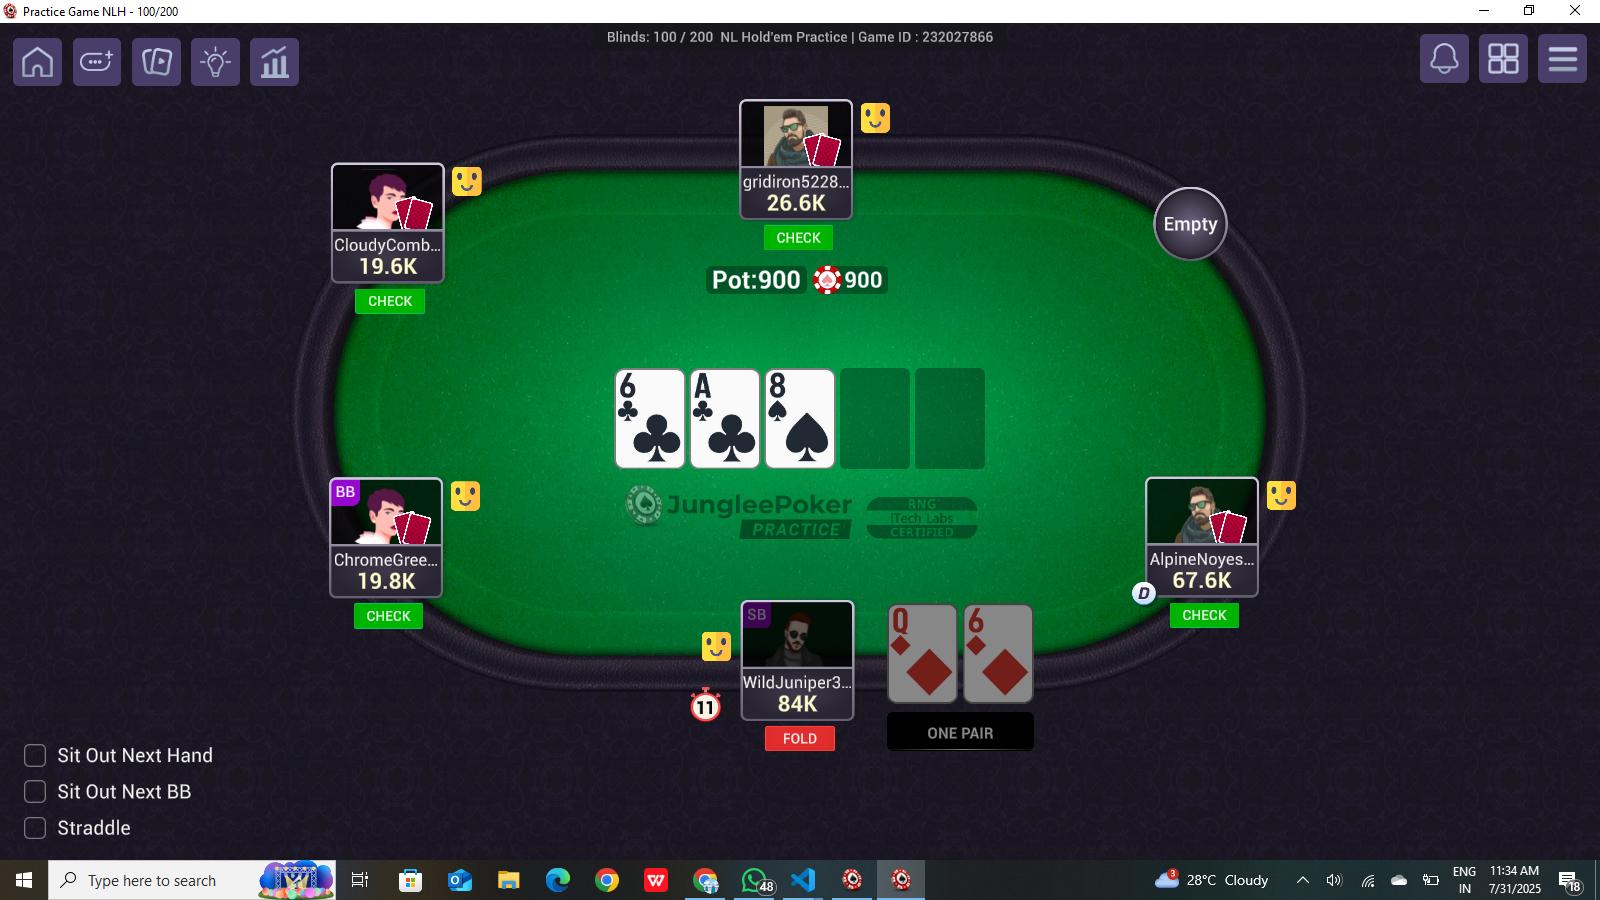 Practice Game NLH - 100/200
Blinds: 100 / 200 NL Hold'em Practice | Game ID : 232027866
gridiron5228...
26.6K
CHECK
CloudyComb...
19.6K
CHECK
Empty
Pot:900
900
6
A
8
JungleePoker
PRACTICE
RNG
iTech Labs
CERTIFIED
BB
ChromeGree...
19.8K
CHECK
AlpineNoyes...
67.6K
D
CHECK
SB
WildJuniper3...
84K
11
FOLD
Q
6
ONE PAIR
Sit Out Next Hand
Sit Out Next BB
Straddle
Type here to search
W
48
3
28°C Cloudy
ENG
IN
11:34 AM
7/31/2025
18